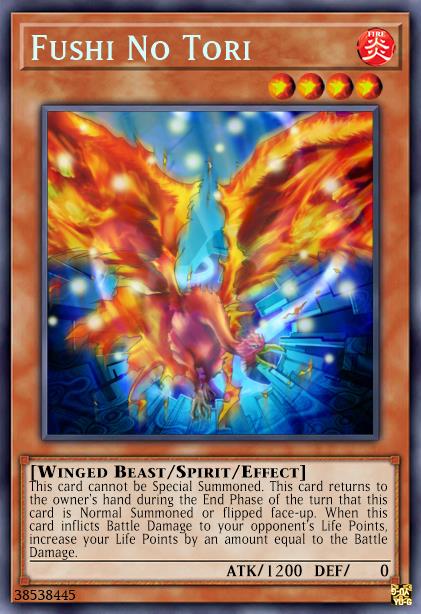 Fushi No Tori
FIRE
炎
[Winged Beast/Spirit/Effect]
This card cannot be Special Summoned. This card returns to
the owner's hand during the End Phase of the turn that this
card is Normal Summoned or flipped face-up. When this
card inflicts Battle Damage to your opponent's Life Points,
increase your Life Points by an amount equal to the Battle
Damage.
ATK/1200 DEF/ 0
38538445